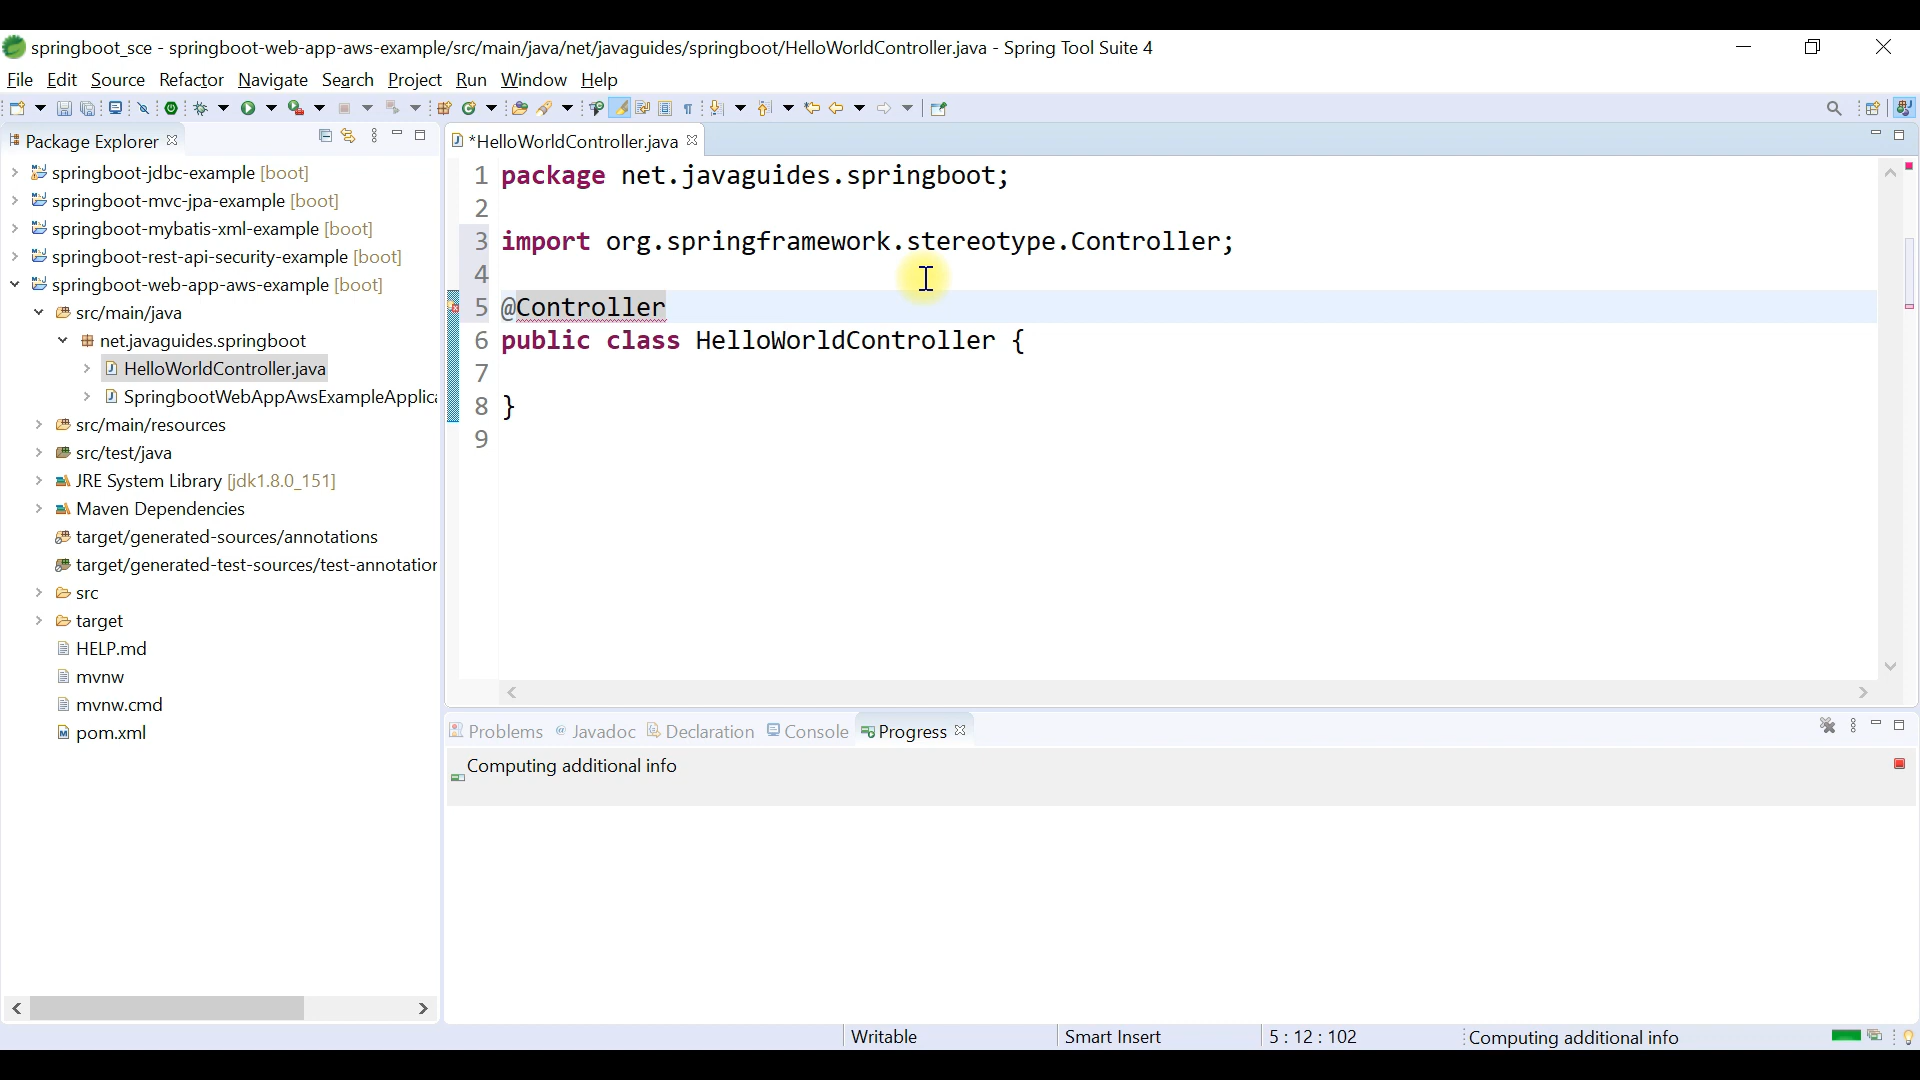 springboot_sce - springboot-web-app-aws-example/src/main/java/net/javaguides/springboot/HelloWorldController.java - Spring Tool Suite 4
File Edit Source Refactor Navigate Search Project Run Window Help
Package Explorer
springboot-jdbc-example [boot]
springboot-mvc-jpa-example [boot]
springboot-mybatis-xml-example [boot]
springboot-rest-api-security-example [boot]
springboot-web-app-aws-example [boot]
src/main/java
net.javaguides.springboot
HelloWorldController.java
SpringbootWebAppAwsExampleApplica
src/main/resources
src/test/java
JRE System Library [jdk1.8.0_151]
Maven Dependencies
target/generated-sources/annotations
target/generated-test-sources/test-annotation
src
target
HELP.md
mvnw
mvnw.cmd
pom.xml
*HelloWorldController.java
1 package net.javaguides.springboot;
2
3 import org.springframework.stereotype.Controller;
4
5 @Controller
6 public class HelloWorldController {
7
8 }
9
Problems Javadoc Declaration Console Progress
Computing additional info
Writable Smart Insert 5 : 12 : 102 Computing additional info